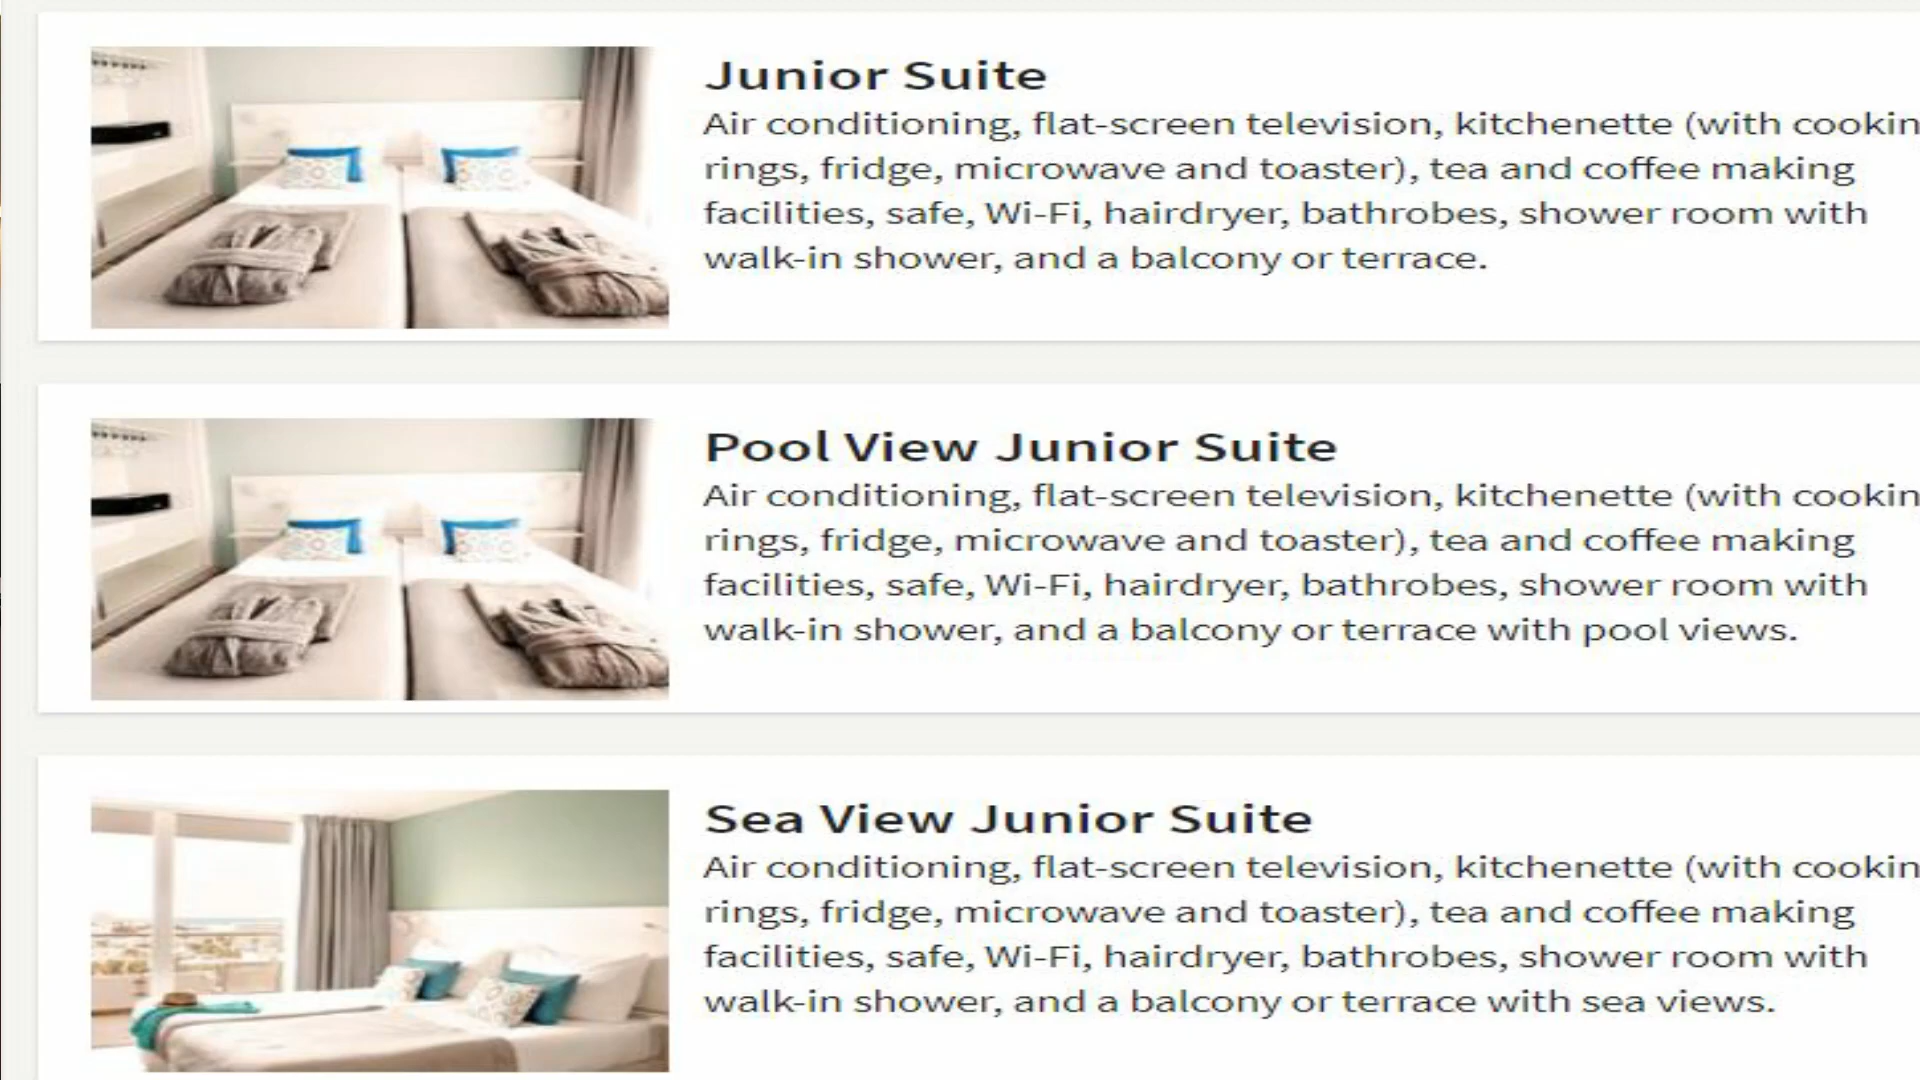 Junior Suite
Air conditioning, flat-screen television, kitchenette (with cookin
rings, fridge, microwave and toaster), tea and coffee making
facilities, safe, Wi-Fi, hairdryer, bathrobes, shower room with
walk-in shower, and a balcony or terrace.
Pool View Junior Suite
Air conditioning, flat-screen television, kitchenette (with cookin
rings, fridge, microwave and toaster), tea and coffee making
facilities, safe, Wi-Fi, hairdryer, bathrobes, shower room with
walk-in shower, and a balcony or terrace with pool views.
Sea View Junior Suite
Air conditioning, flat-screen television, kitchenette (with cookin
rings, fridge, microwave and toaster), tea and coffee making
facilities, safe, Wi-Fi, hairdryer, bathrobes, shower room with
walk-in shower, and a balcony or terrace with sea views.